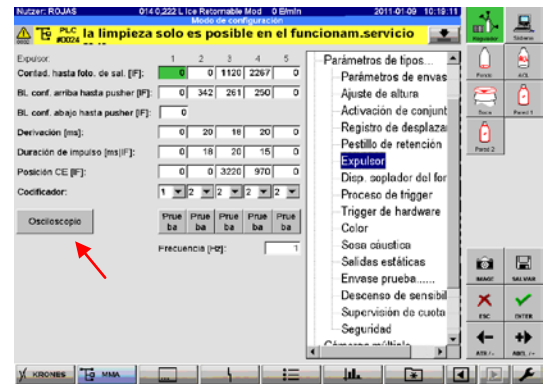 Nutzer: ROJAS 014 0,222 L Ice Retornable Mod 0 E/min 2011-01-09 10:19:11
Modo de configuración
PLC #0024 la limpieza solo es posible en el funcionam.servicio
Expulsor: 1 2 3 4 5
Contad. hasta foto. de sal. [IF]: 0 0 1120 2267 0
BL conf. arriba hasta pusher [IF]: 0 342 261 250 0
BL conf. abajo hasta pusher [IF]: 0
Derivación [ms]: 0 20 18 20 0
Duración de impulso [ms|IF]: 0 18 20 15 0
Posición CE [IF]: 0 0 3220 970 0
Codificador: 1 2 2 2 2
Osciloscopio
Prueba Prueba Prueba Prueba Prueba
Frecuencia [Hz]: 1
Parámetros de tipos...
Parámetros de envas
Ajuste de altura
Activación de conjunt
Registro de desplaza
Pestillo de retención
Expulsor
Disp. soplador del for
Proceso de trigger
Trigger de hardware
Color
Sosa cáustica
Salidas estáticas
Envase prueba......
Descenso de sensibil
Supervisión de cuota
Seguridad
Regulador Sistema
Fondo
Boca Pared 1
Pared 2
IMAGE SALVAR
ESC ENTER
KRONES MMA